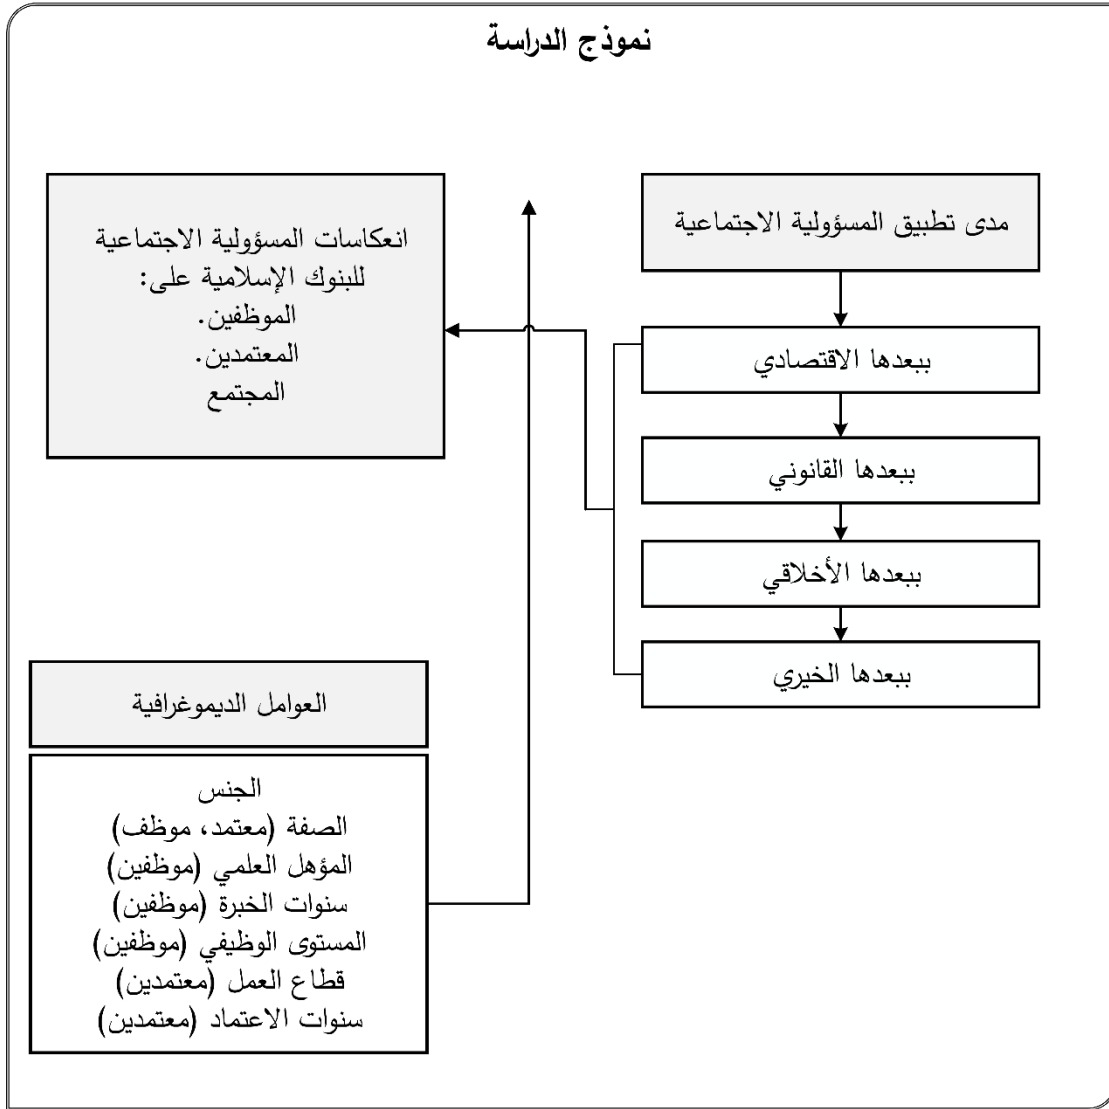 نموذج الدراسة
مدى تطبيق المسؤولية الاجتماعية
ببعدها الاقتصادي
ببعدها القانوني
ببعدها الأخلاقي
ببعدها الخيري
انعكاسات المسؤولية الاجتماعية
للبنوك الإسلامية على:
الموظفين.
المعتمدين.
المجتمع
العوامل الديموغرافية
الجنس
الصفة (معتمد، موظف)
المؤهل العلمي (موظفين)
سنوات الخبرة (موظفين)
المستوى الوظيفي (موظفين)
قطاع العمل (معتمدين)
سنوات الاعتماد (معتمدين)